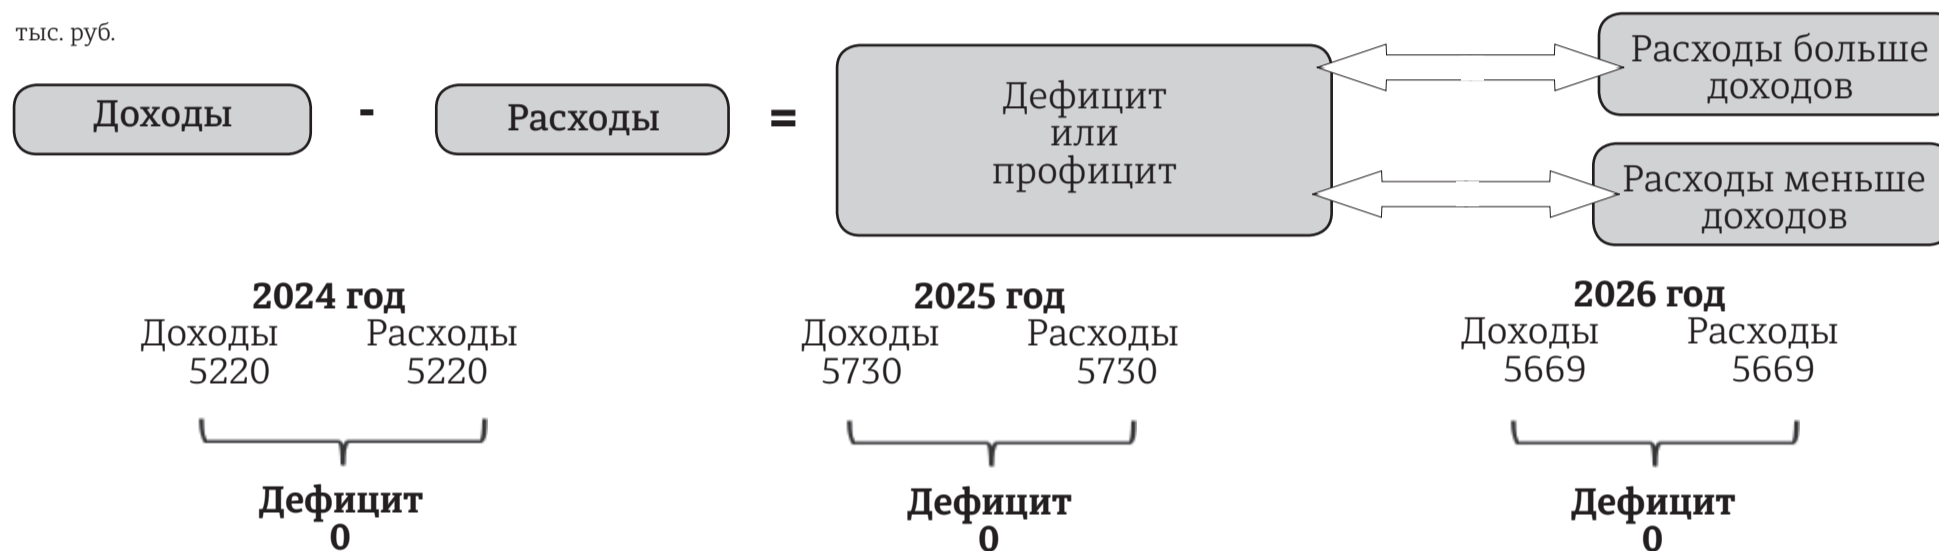 тыс. руб.
Доходы
-
Расходы
=
Дефицит
или
профицит
Расходы больше
доходов
Расходы меньше
доходов
2024 год
Доходы Расходы
5220 5220
Дефицит
0
2025 год
Доходы Расходы
5730 5730
Дефицит
0
2026 год
Доходы Расходы
5669 5669
Дефицит
0